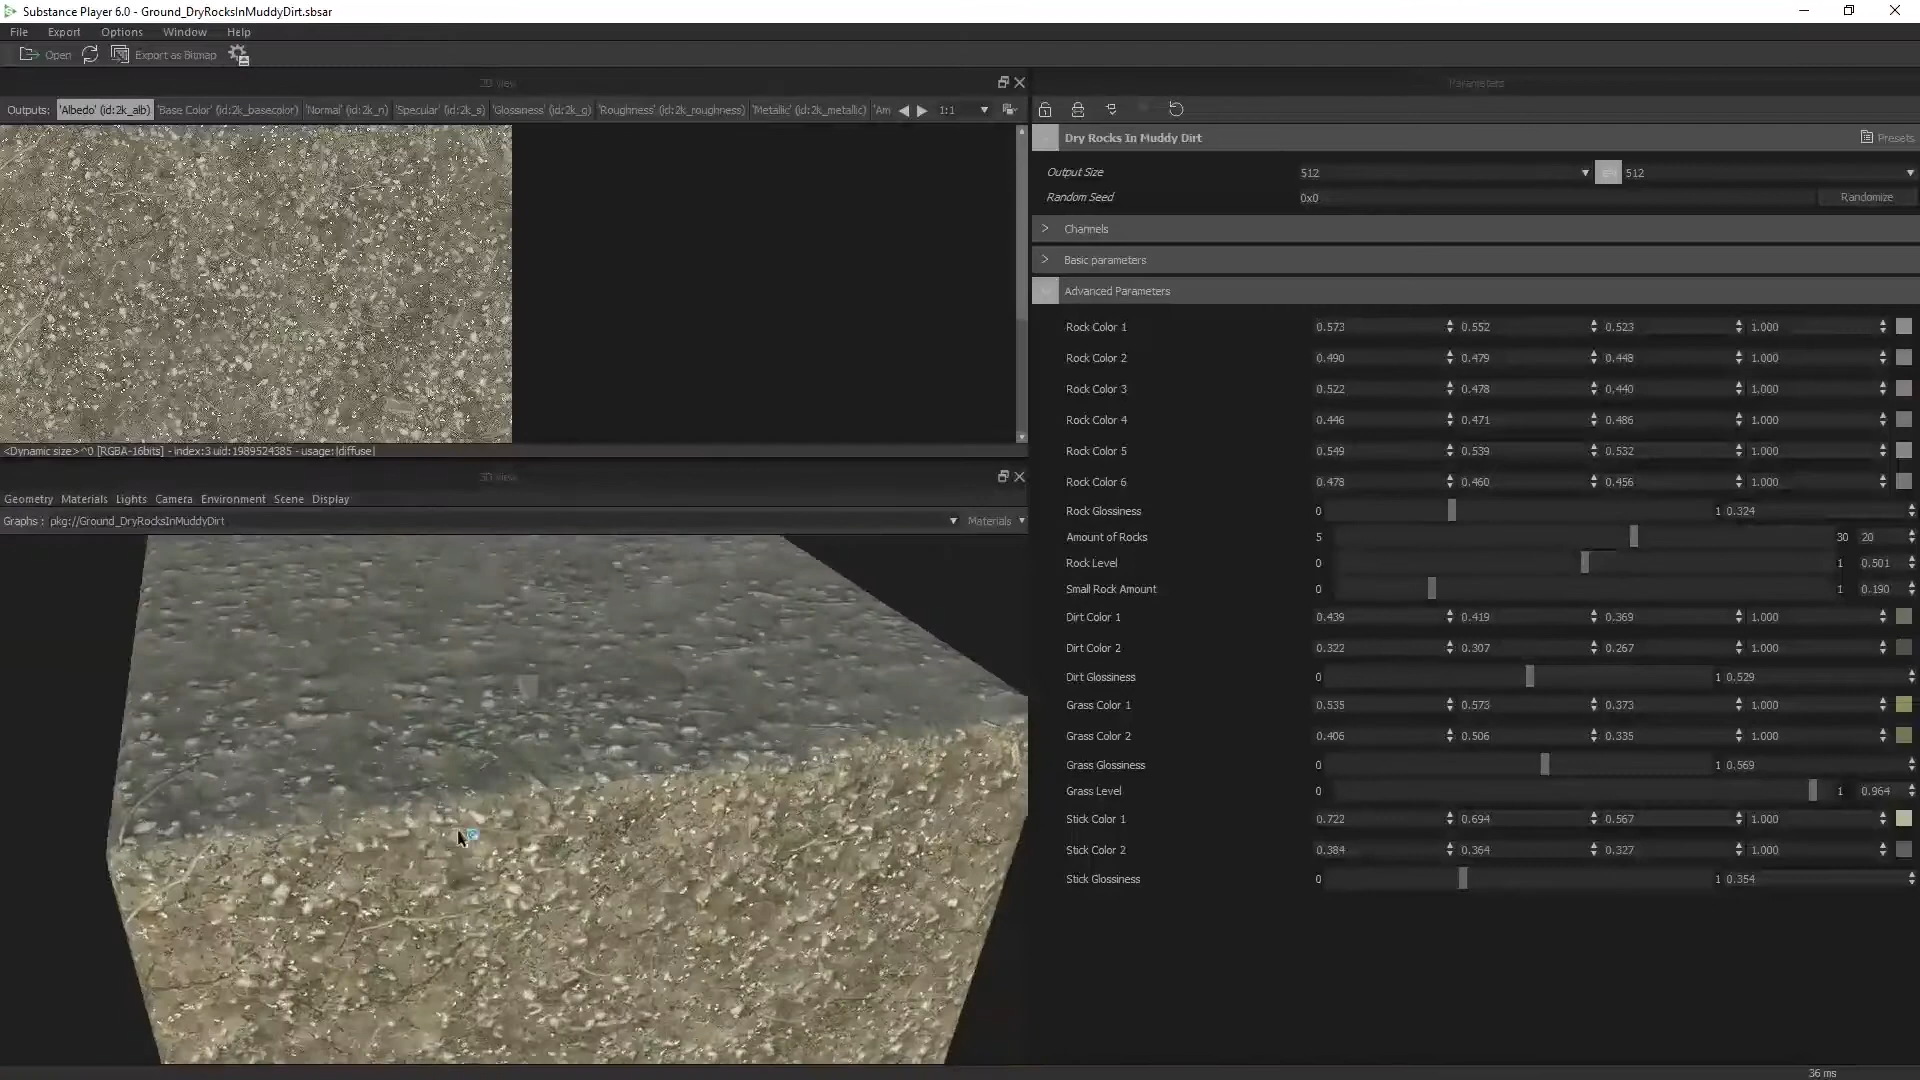 Substance Player 6.0 - Ground_DryRocksInMuddyDirt.sbsar
File Export Options Window Help
Open Export as Bitmap
2D View
Parameters
Outputs: 'Albedo' (id:2k_alb) 'Base Color' (id:2k_basecolor) 'Normal' (id:2k_n) 'Specular' (id:2k_s) 'Glossiness' (id:2k_g) 'Roughness' (id:2k_roughness) 'Metallic' (id:2k_metallic) 'Am 1:1
Dry Rocks In Muddy Dirt Presets
Output Size 512 512
Random Seed 0x0 Randomize
Channels
Basic parameters
Advanced Parameters
Rock Color 1 0.573 0.552 0.523 1.000
Rock Color 2 0.490 0.479 0.448 1.000
Rock Color 3 0.522 0.478 0.440 1.000
Rock Color 4 0.446 0.471 0.486 1.000
Rock Color 5 0.549 0.539 0.532 1.000
Rock Color 6 0.478 0.460 0.456 1.000
Rock Glossiness 0 1 0.324
Amount of Rocks 5 30 20
Rock Level 0 1 0.501
Small Rock Amount 0 1 0.190
Dirt Color 1 0.439 0.419 0.369 1.000
Dirt Color 2 0.322 0.307 0.267 1.000
Dirt Glossiness 0 1 0.529
Grass Color 1 0.535 0.573 0.373 1.000
Grass Color 2 0.406 0.506 0.335 1.000
Grass Glossiness 0 1 0.569
Grass Level 0 1 0.964
Stick Color 1 0.722 0.694 0.567 1.000
Stick Color 2 0.384 0.364 0.327 1.000
Stick Glossiness 0 1 0.354
<Dynamic size>^0 [RGBA-16bits] - index:3 uid:1989524385 - usage:|diffuse|
3D View
Geometry Materials Lights Camera Environment Scene Display
Graphs : pkg://Ground_DryRocksInMuddyDirt Materials
36 ms